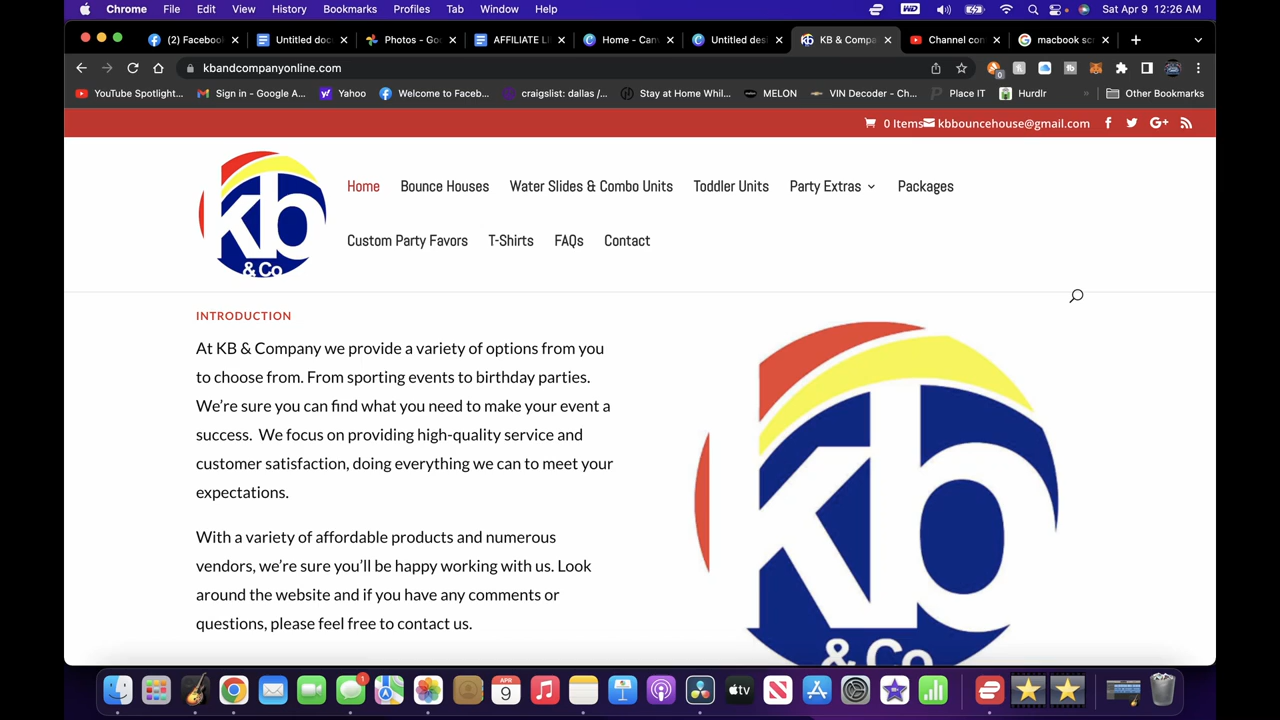 Chrome File Edit View History Bookmarks Profiles Tab Window Help WD Sat Apr 9 12:26 AM
(2) Faceboo Untitled doc Photos - Goo AFFILIATE LI Home - Can Untitled des KB & Compa Channel con macbook scr
kbandcompanyonline.com
YouTube Spotlight... Sign in - Google A... Yahoo Welcome to Faceb... craigslist: dallas /... Stay at Home Whil... MELON VIN Decoder - Ch... Place IT Hurdlr » Other Bookmarks
0 Items kbbouncehouse@gmail.com
kb
& Co
Home Bounce Houses Water Slides & Combo Units Toddler Units Party Extras Packages
Custom Party Favors T-Shirts FAQs Contact
INTRODUCTION
At KB & Company we provide a variety of options from you
to choose from. From sporting events to birthday parties.
We’re sure you can find what you need to make your event a
success. We focus on providing high-quality service and
customer satisfaction, doing everything we can to meet your
expectations.
With a variety of affordable products and numerous
vendors, we’re sure you’ll be happy working with us. Look
around the website and if you have any comments or
questions, please feel free to contact us.
kb
& Co
1 APR 9 tv